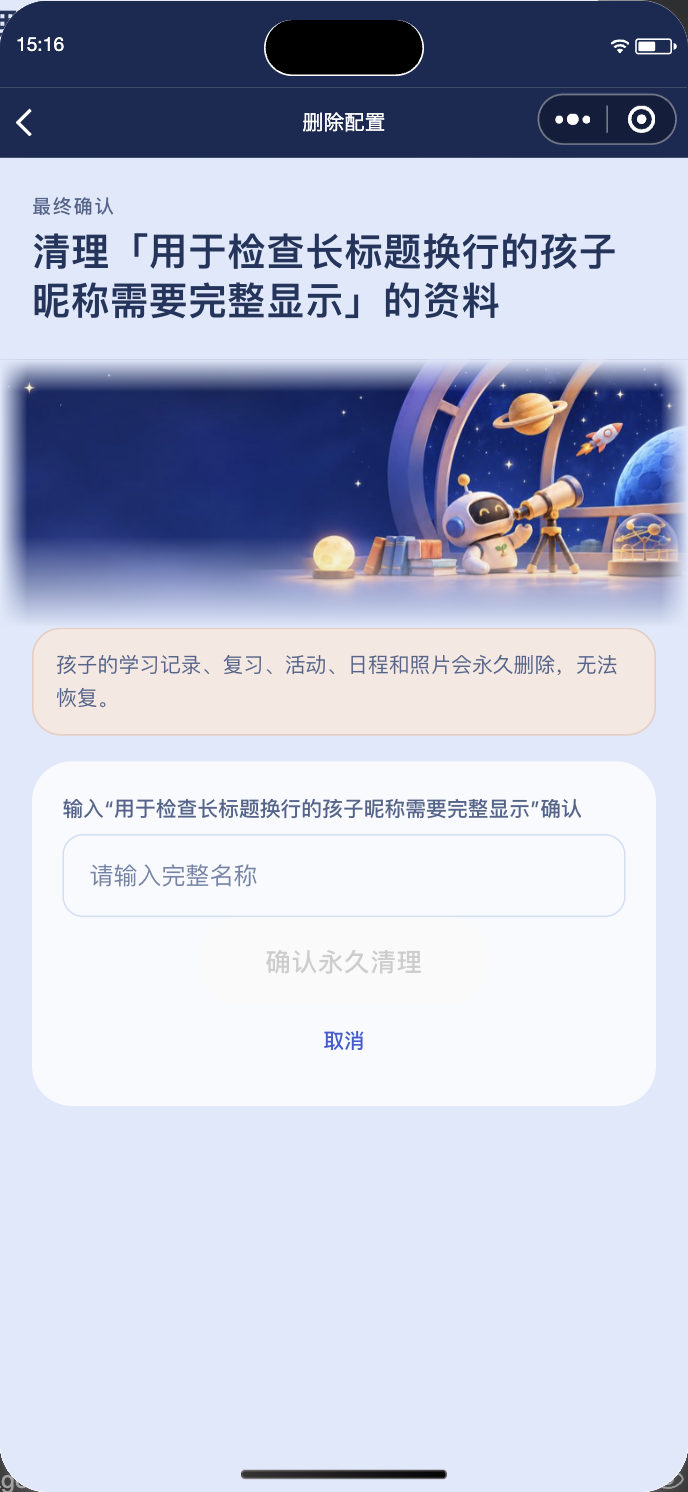 15:16
删除配置
最终确认
清理「用于检查长标题换行的孩子
昵称需要完整显示」的资料
孩子的学习记录、复习、活动、日程和照片会永久删除，无法
恢复。
输入“用于检查长标题换行的孩子昵称需要完整显示”确认
请输入完整名称
确认永久清理
取消